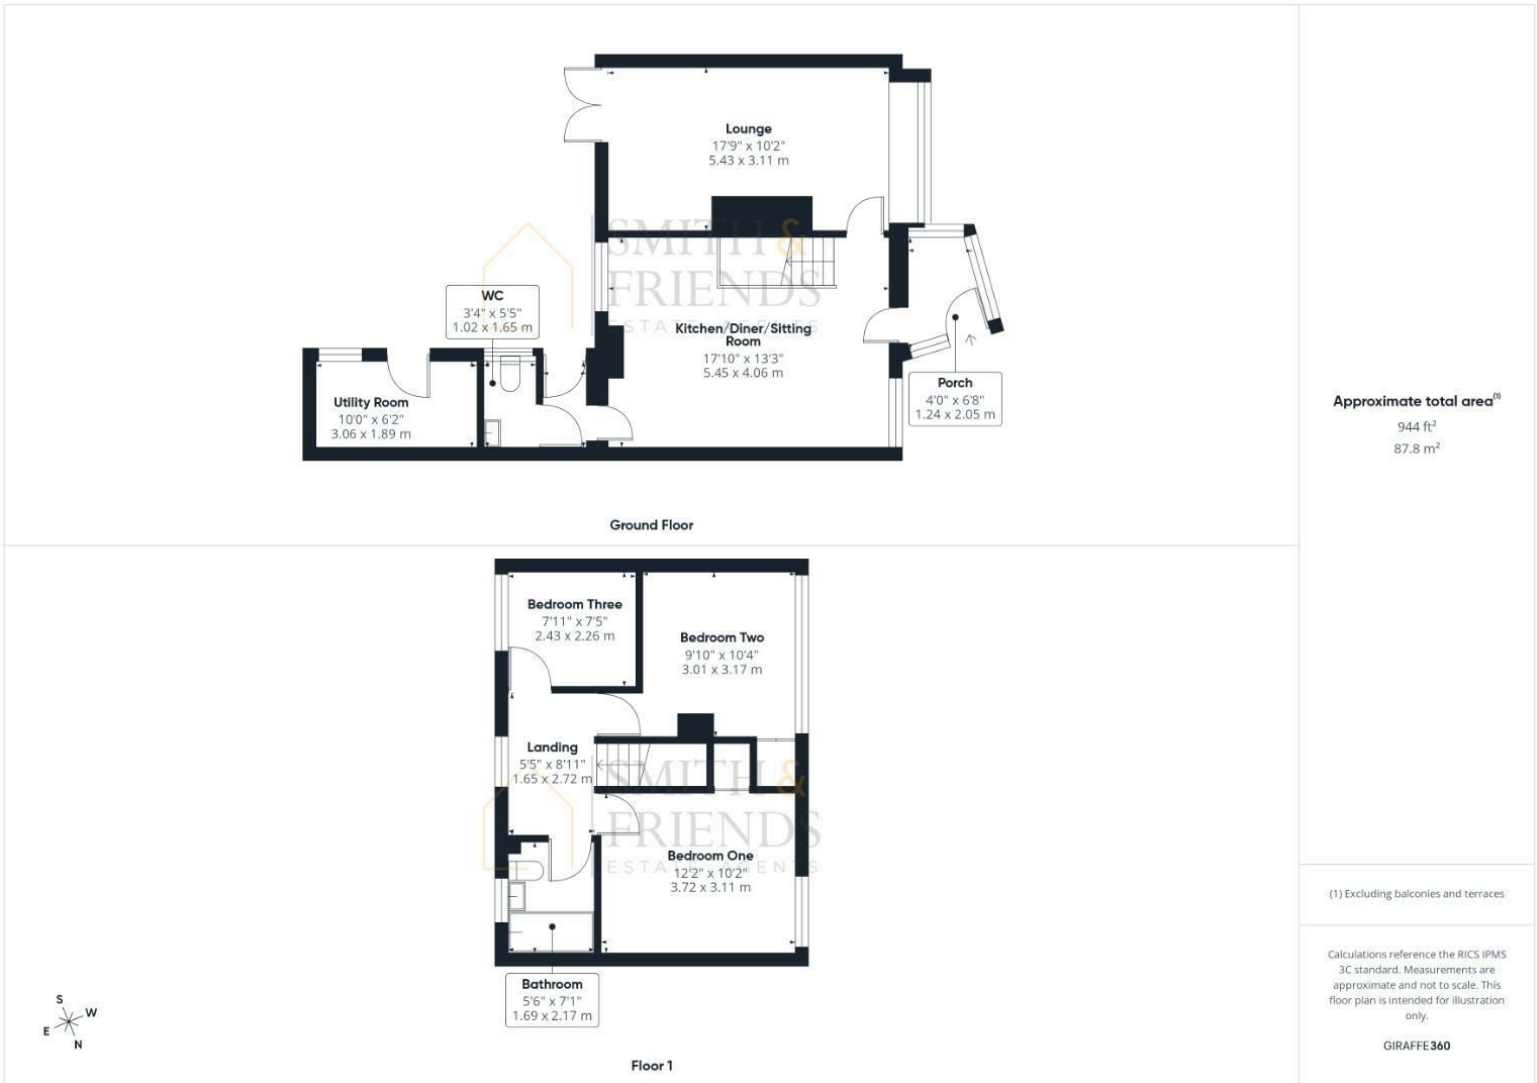 Lounge
17'9" x 10'2"
5.43 x 3.11 m
SMITH &
FRIENDS
ESTATE AGENTS
WC
3'4" x 5'5"
1.02 x 1.65 m
Kitchen/Diner/Sitting
Room
17'10" x 13'3"
5.45 x 4.06 m
Utility Room
10'0" x 6'2"
3.06 x 1.89 m
Porch
4'0" x 6'8"
1.24 x 2.05 m
Ground Floor
Bedroom Three
7'11" x 7'5"
2.43 x 2.26 m
Bedroom Two
9'10" x 10'4"
3.01 x 3.17 m
Landing
5'5" x 8'11"
1.65 x 2.72 m
SMITH &
FRIENDS
ESTATE AGENTS
Bedroom One
12'2" x 10'2"
3.72 x 3.11 m
Bathroom
5'6" x 7'1"
1.69 x 2.17 m
S
W
E
N
Floor 1
Approximate total area(1)
944 ft²
87.8 m²
(1) Excluding balconies and terraces
Calculations reference the RICS IPMS
3C standard. Measurements are
approximate and not to scale. This
floor plan is intended for illustration
only.
GIRAFFE360